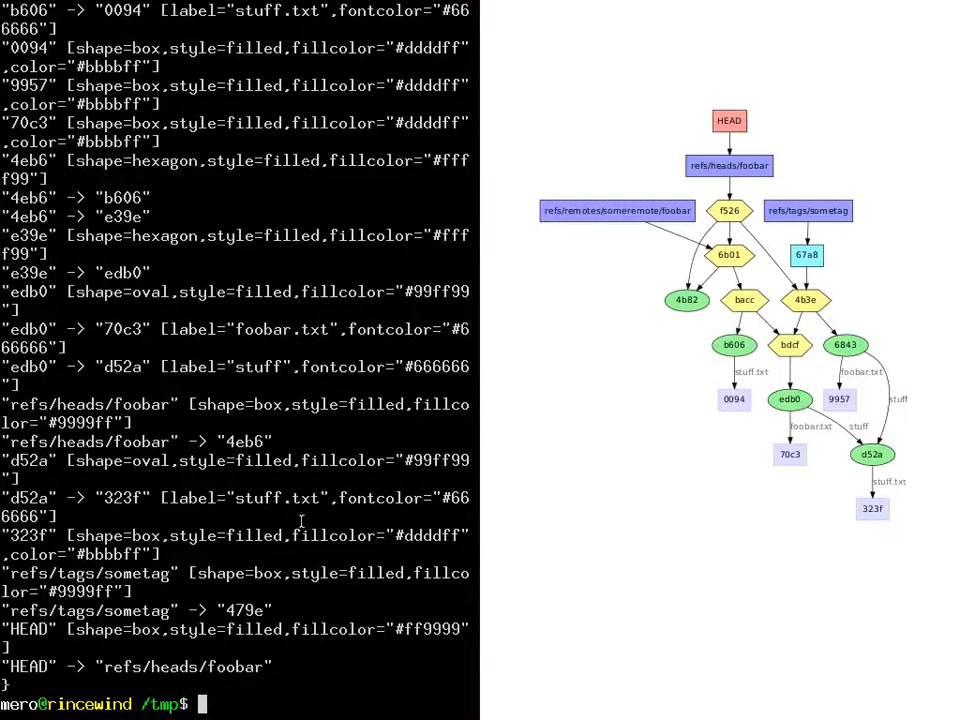 "b606" -> "0094" [label="stuff.txt",fontcolor="#66
6666"]
"0094" [shape=box,style=filled,fillcolor="#ddddff"
,color="#bbbbff"]
"9957" [shape=box,style=filled,fillcolor="#ddddff"
,color="#bbbbff"]
"70c3" [shape=box,style=filled,fillcolor="#ddddff"
,color="#bbbbff"]
"4eb6" [shape=hexagon,style=filled,fillcolor="#fff
f99"]
"4eb6" -> "b606"
"4eb6" -> "e39e"
"e39e" [shape=hexagon,style=filled,fillcolor="#fff
f99"]
"e39e" -> "edb0"
"edb0" [shape=oval,style=filled,fillcolor="#99ff99
"]
"edb0" -> "70c3" [label="foobar.txt",fontcolor="#6
66666"]
"edb0" -> "d52a" [label="stuff",fontcolor="#666666
"]
"refs/heads/foobar" [shape=box,style=filled,fillco
lor="#9999ff"]
"refs/heads/foobar" -> "4eb6"
"d52a" [shape=oval,style=filled,fillcolor="#99ff99
"]
"d52a" -> "323f" [label="stuff.txt",fontcolor="#66
6666"]
"323f" [shape=box,style=filled,fillcolor="#ddddff"
,color="#bbbbff"]
"refs/tags/sometag" [shape=box,style=filled,fillco
lor="#9999ff"]
"refs/tags/sometag" -> "479e"
"HEAD" [shape=box,style=filled,fillcolor="#ff9999"
]
"HEAD" -> "refs/heads/foobar"
}
mero@rincewind /tmp$
HEAD
refs/heads/foobar
refs/remotes/someremote/foobar f526 refs/tags/sometag
6b01 67a8
4b82 bacc 4b3e
b606 bdcf 6843
stuff.txt foobar.txt
0094 edb0 9957 stuff
foobar.txt stuff
70c3 d52a
stuff.txt
323f